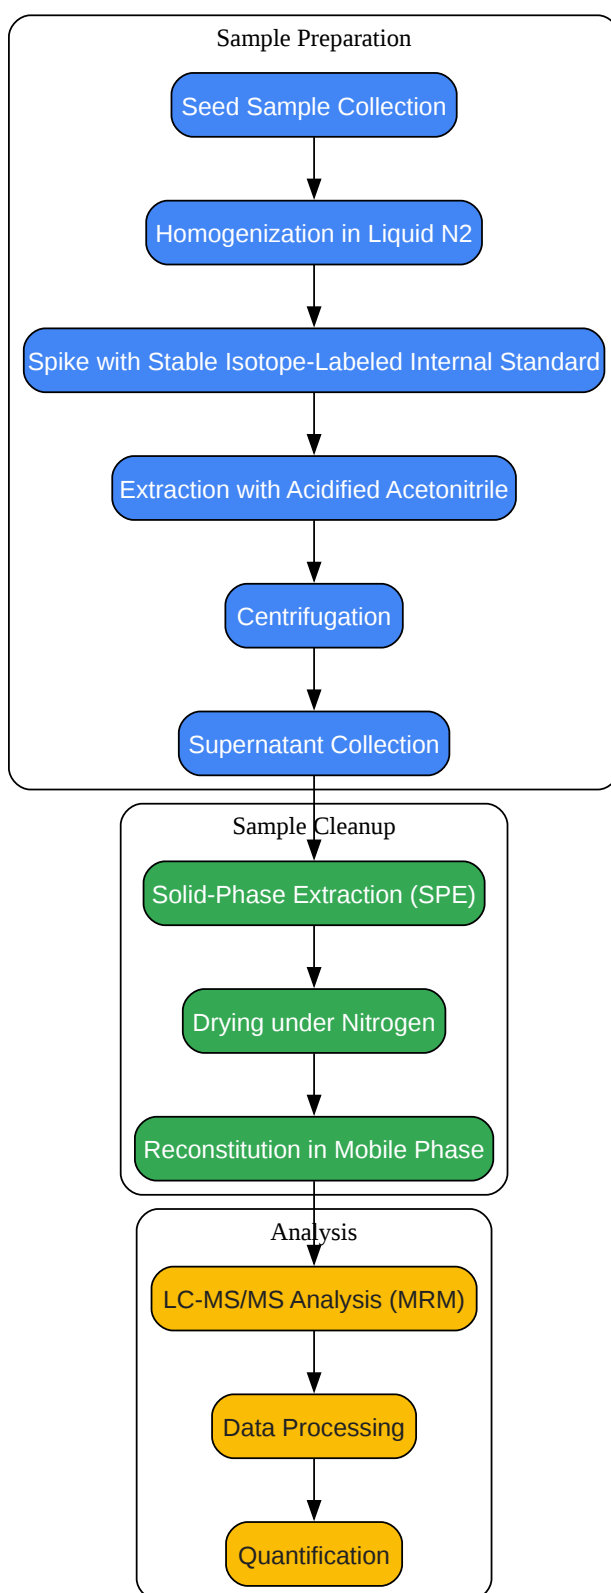 Sample Preparation
Seed Sample Collection
Homogenization in Liquid N2
Spike with Stable Isotope-Labeled Internal Standard
Extraction with Acidified Acetonitrile
Centrifugation
Supernatant Collection
Sample Cleanup
Solid-Phase Extraction (SPE)
Drying under Nitrogen
Reconstitution in Mobile Phase
Analysis
LC-MS/MS Analysis (MRM)
Data Processing
Quantification